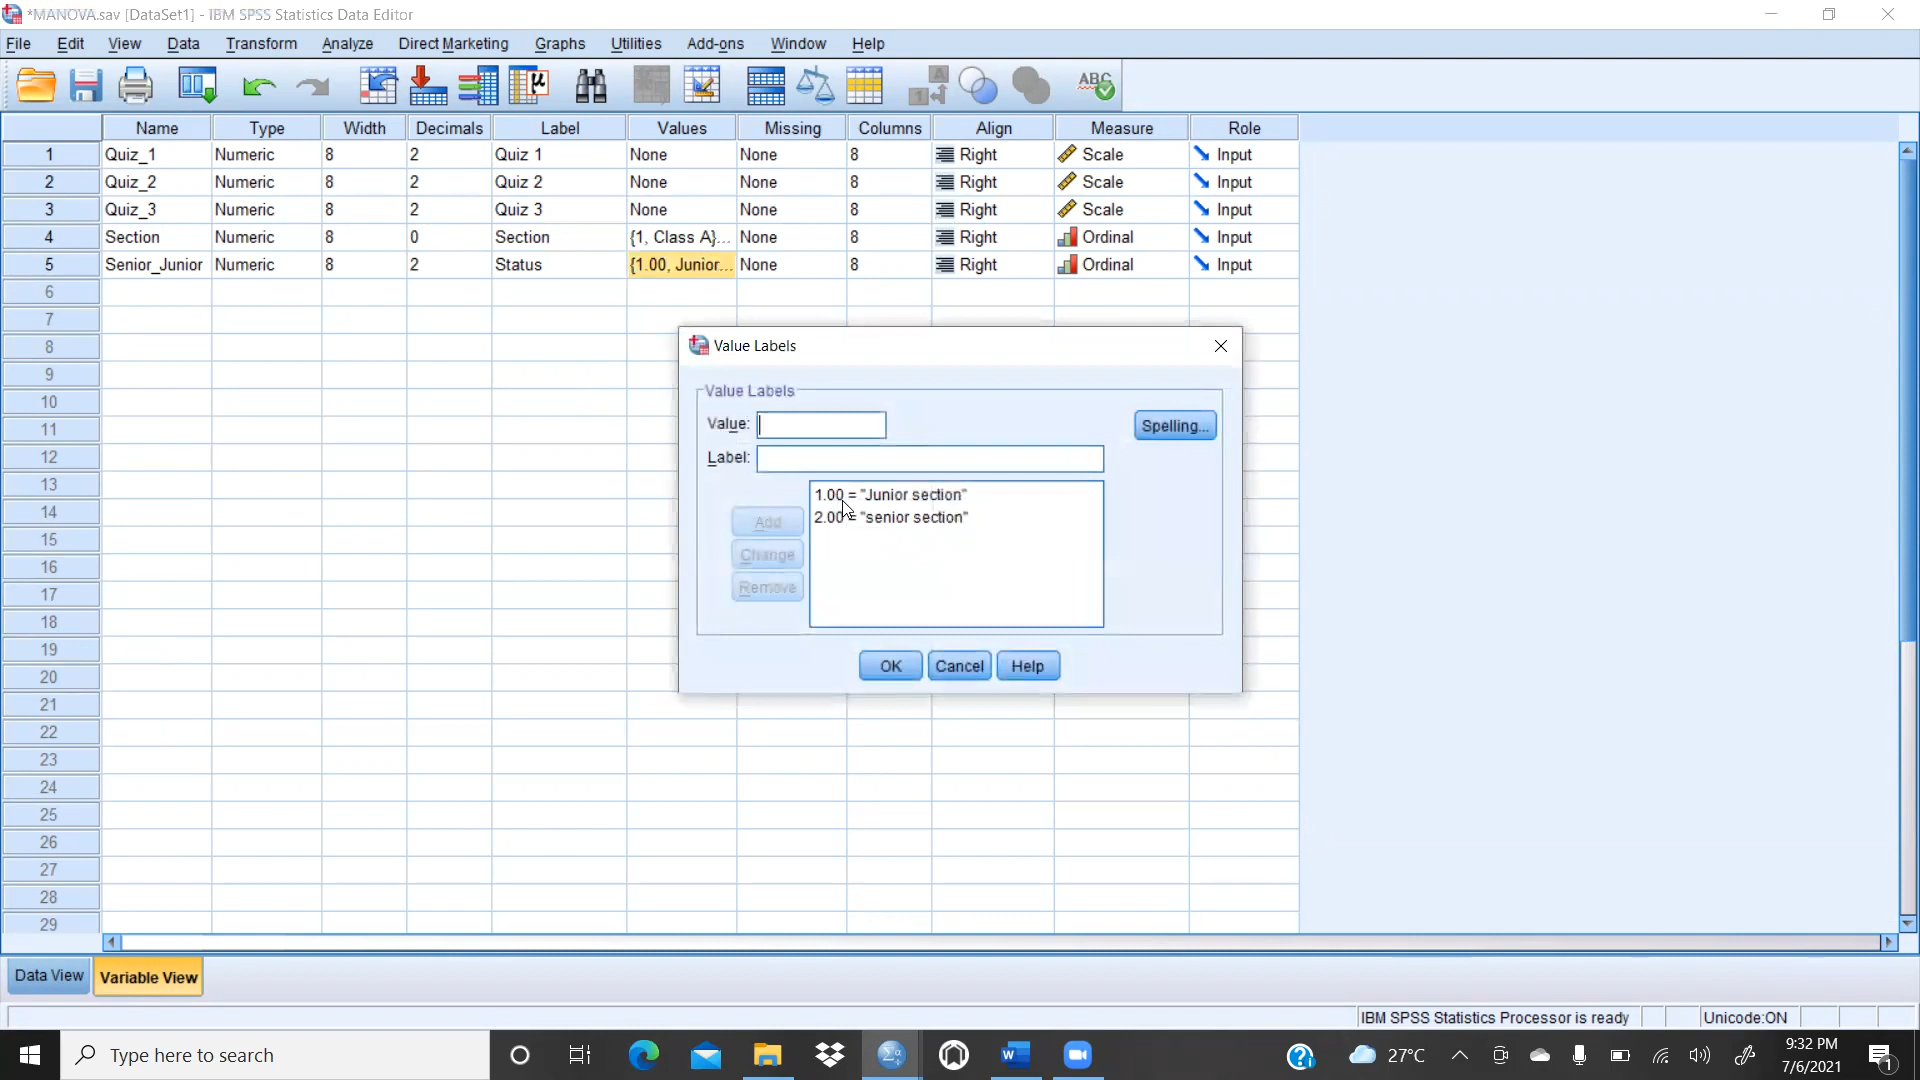 *MANOVA.sav [DataSet1] - IBM SPSS Statistics Data Editor
File Edit View Data Transform Analyze Direct Marketing Graphs Utilities Add-ons Window Help
Name Type Width Decimals Label Values Missing Columns Align Measure Role
1 Quiz_1 Numeric 8 2 Quiz 1 None None 8 Right Scale Input
2 Quiz_2 Numeric 8 2 Quiz 2 None None 8 Right Scale Input
3 Quiz_3 Numeric 8 2 Quiz 3 None None 8 Right Scale Input
4 Section Numeric 8 0 Section {1, Class A}... None 8 Right Ordinal Input
5 Senior_Junior Numeric 8 2 Status {1.00, Junior... None 8 Right Ordinal Input
6
7
8
9
10
11
12
13
14
15
16
17
18
19
20
21
22
23
24
25
26
27
28
29
Value Labels
Value Labels
Value:
Spelling...
Label:
1.00 = "Junior section"
2.00 = "senior section"
Add
Change
Remove
OK Cancel Help
Data View Variable View
IBM SPSS Statistics Processor is ready Unicode:ON
Type here to search
27°C
9:32 PM
7/6/2021
1